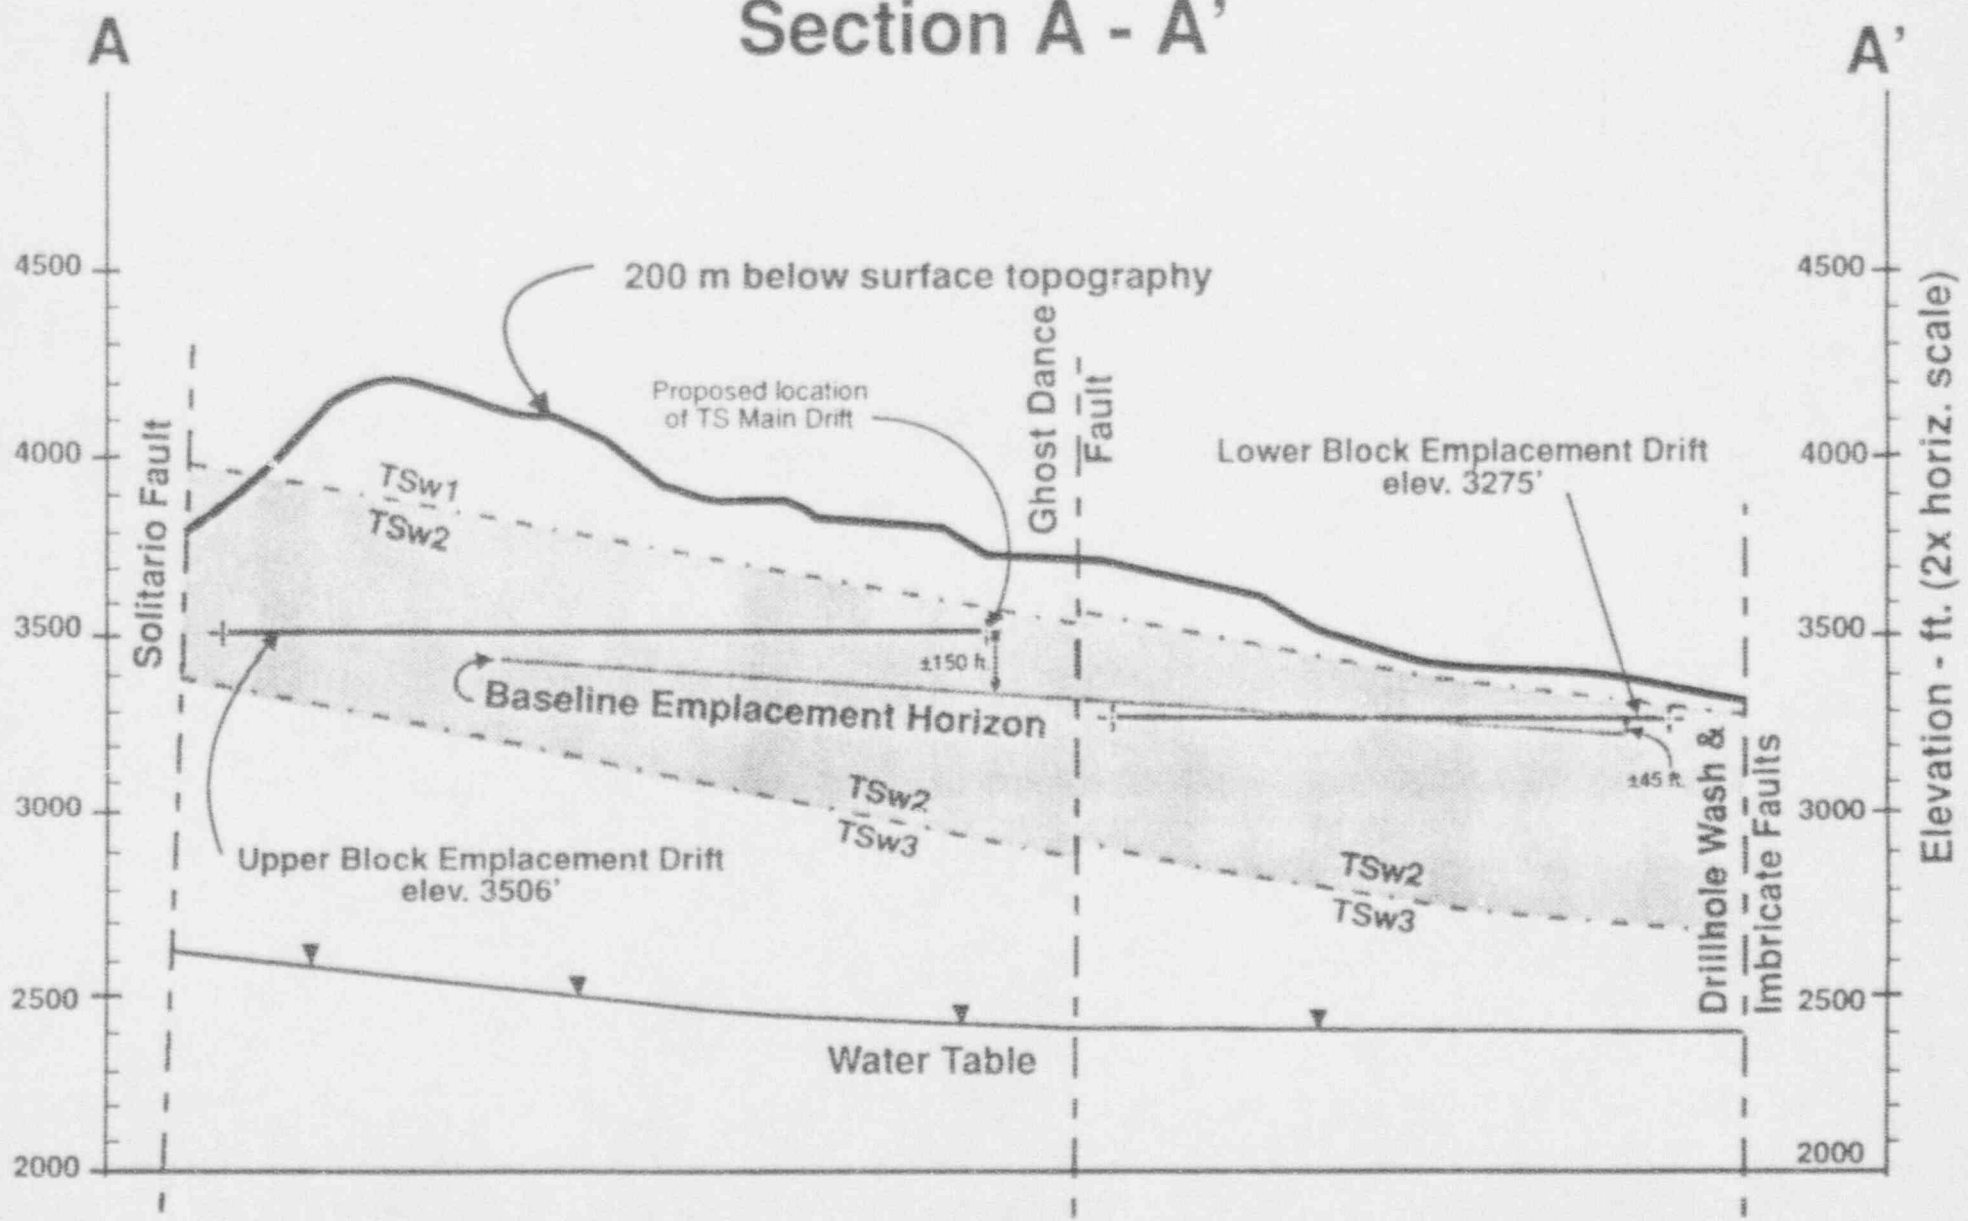 Section A - A’
A
A’
4500
4000
3500
3000
2500
2000
200 m below surface topography
Proposed location
of TS Main Drift
Ghost Dance
Fault
Lower Block Emplacement Drift
elev. 3275’
Solitario Fault
TSw1
TSw2
±150 ft.
Baseline Emplacement Horizon
±45 ft.
TSw2
TSw3
Upper Block Emplacement Drift
elev. 3506’
TSw2
TSw3
Water Table
Drillhole Wash &
Imbricate Faults
4500
4000
3500
3000
2500
2000
Elevation - ft. (2x horiz. scale)